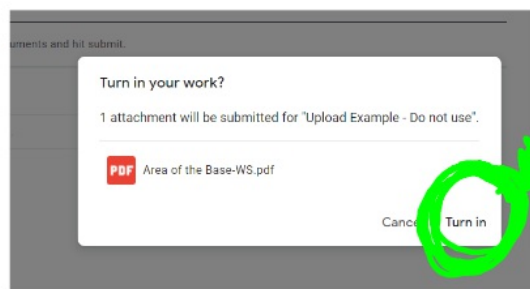 uments and hit submit.
Turn in your work?
1 attachment will be submitted for "Upload Example - Do not use".
PDF Area of the Base-WS.pdf
Cance Turn in